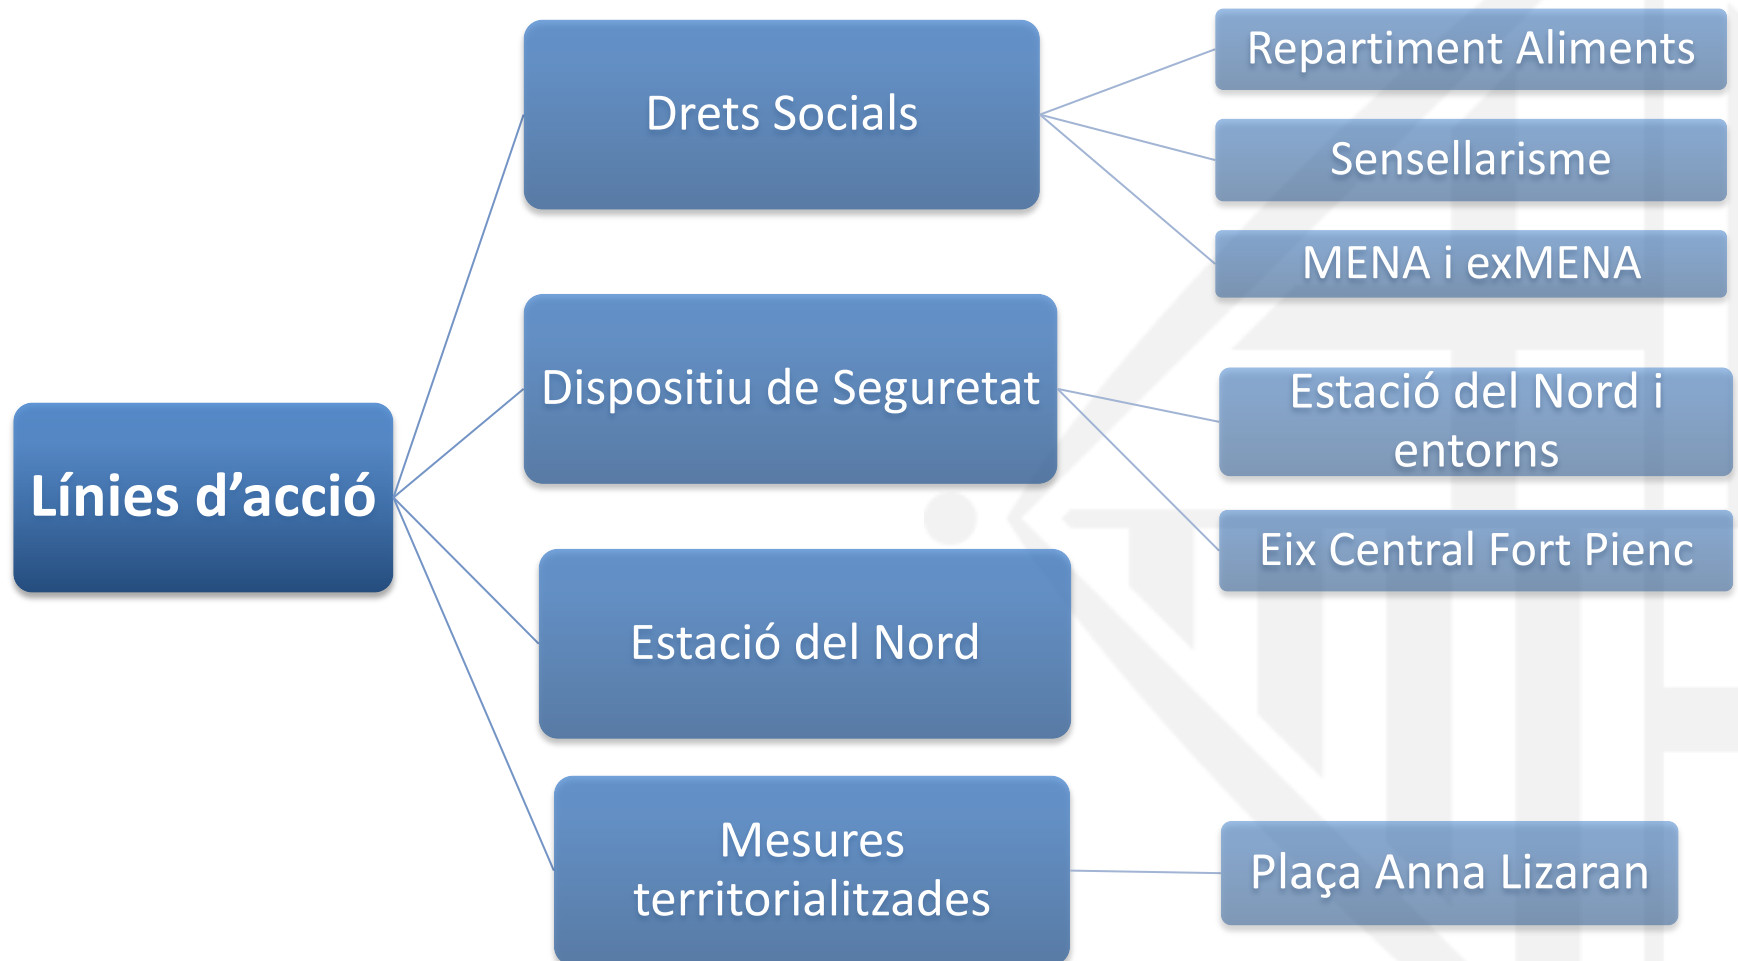 Línies d’acció
Drets Socials
Repartiment Aliments
Sensellarisme
MENA i exMENA
Dispositiu de Seguretat
Estació del Nord i
entorns
Eix Central Fort Pienc
Estació del Nord
Mesures
territorialitzades
Plaça Anna Lizaran